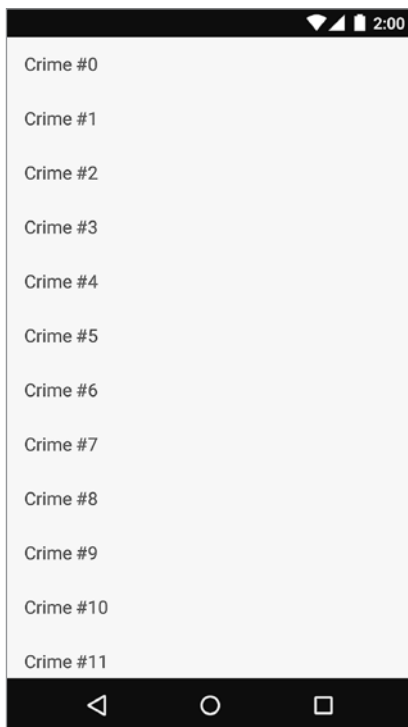 2:00
Crime #0
Crime #1
Crime #2
Crime #3
Crime #4
Crime #5
Crime #6
Crime #7
Crime #8
Crime #9
Crime #10
Crime #11